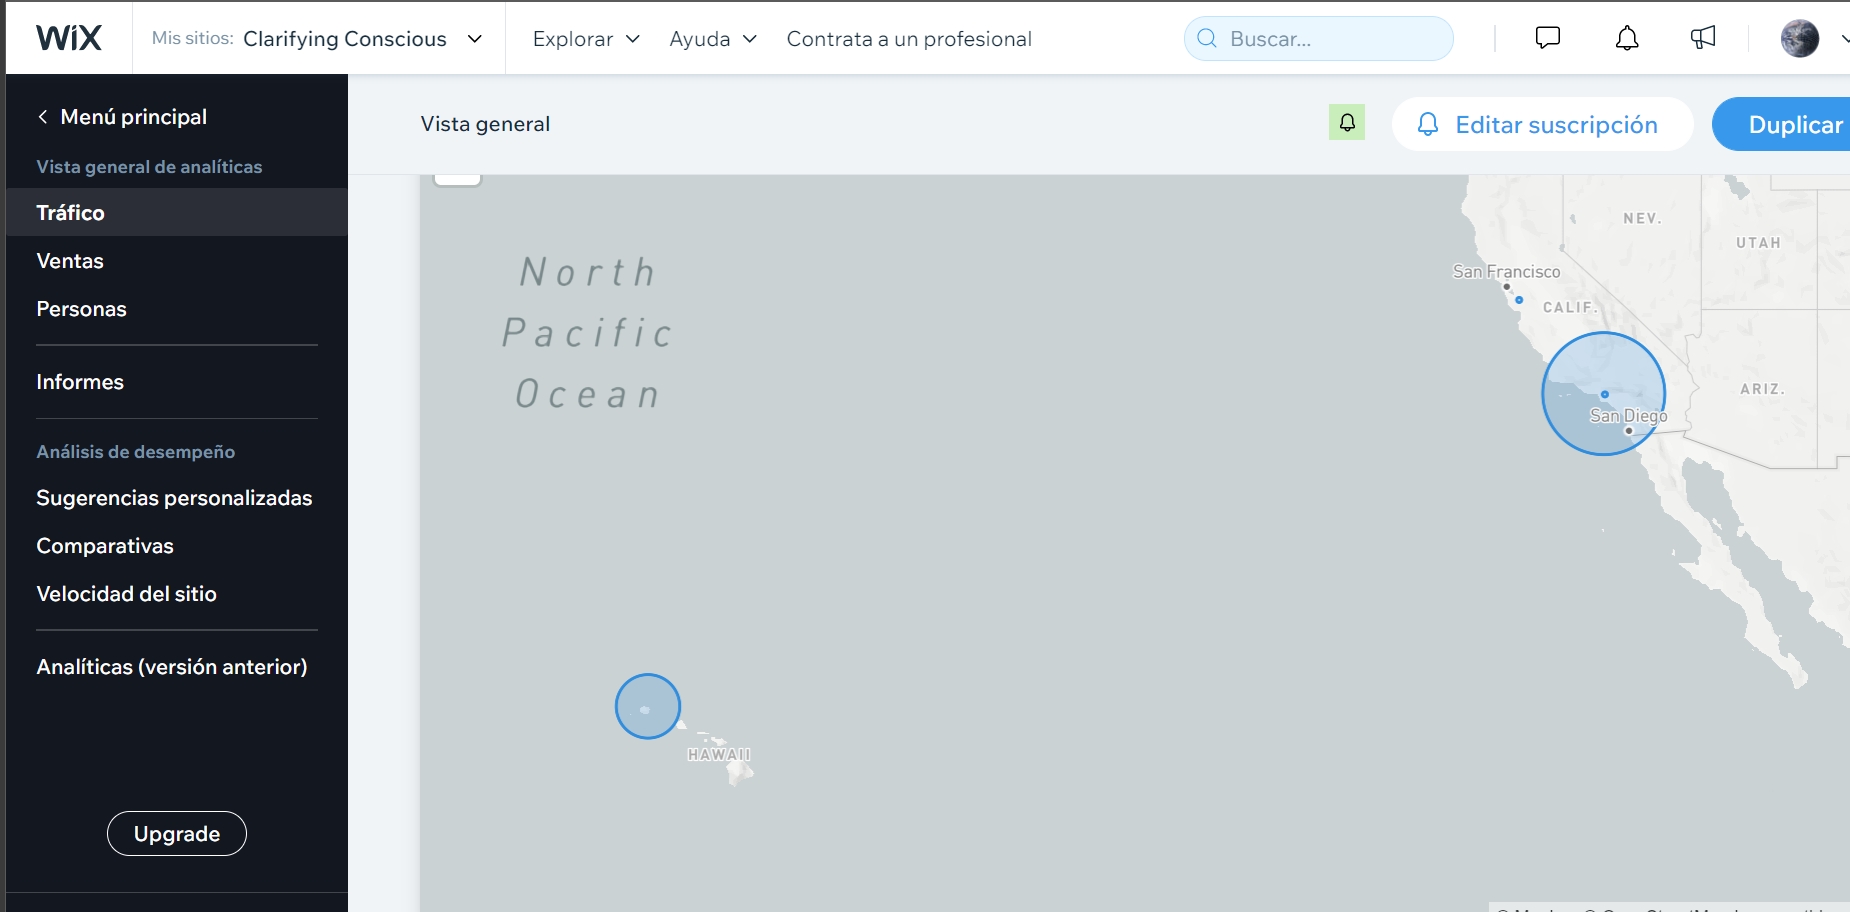 WiX
Mis sitios: Clarifying Conscious
Explorar
Ayuda
Contrata a un profesional
Buscar...
Menú principal
Vista general de analíticas
Tráfico
Ventas
Personas
Informes
Análisis de desempeño
Sugerencias personalizadas
Comparativas
Velocidad del sitio
Analíticas (versión anterior)
Upgrade
Vista general
Editar suscripción
Duplicar
North
Pacific
Ocean
NEV.
UTAH
San Francisco
CALIF.
ARIZ.
San Diego
HAWAII